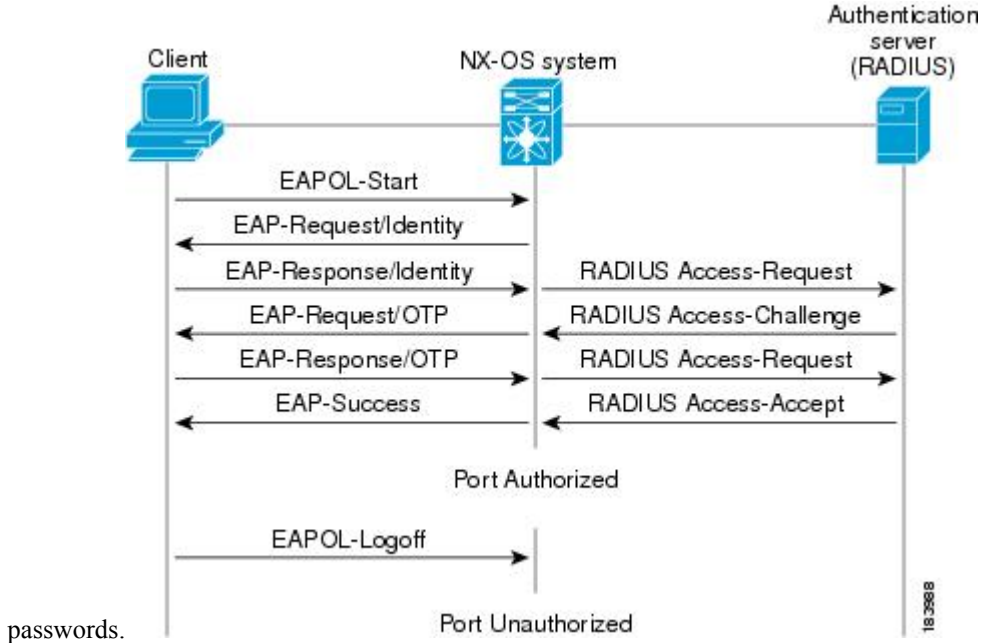 Authentication
server
(RADIUS)
Client
NX-OS system
EAPOL-Start
EAP-Request/Identity
EAP-Response/Identity
RADIUS Access-Request
EAP-Request/OTP
RADIUS Access-Challenge
EAP-Response/OTP
RADIUS Access-Request
EAP-Success
RADIUS Access-Accept
Port Authorized
EAPOL-Logoff
Port Unauthorized
183988
passwords.